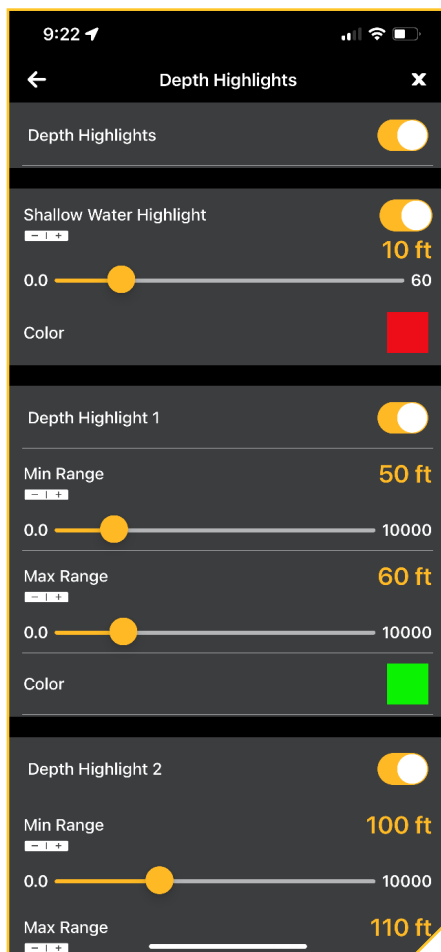 9:22
Depth Highlights
Depth Highlights
Shallow Water Highlight
− | +
10 ft
0.0 60
Color
Depth Highlight 1
Min Range 50 ft
− | +
0.0 10000
Max Range 60 ft
− | +
0.0 10000
Color
Depth Highlight 2
Min Range 100 ft
− | +
0.0 10000
Max Range 110 ft
− | +